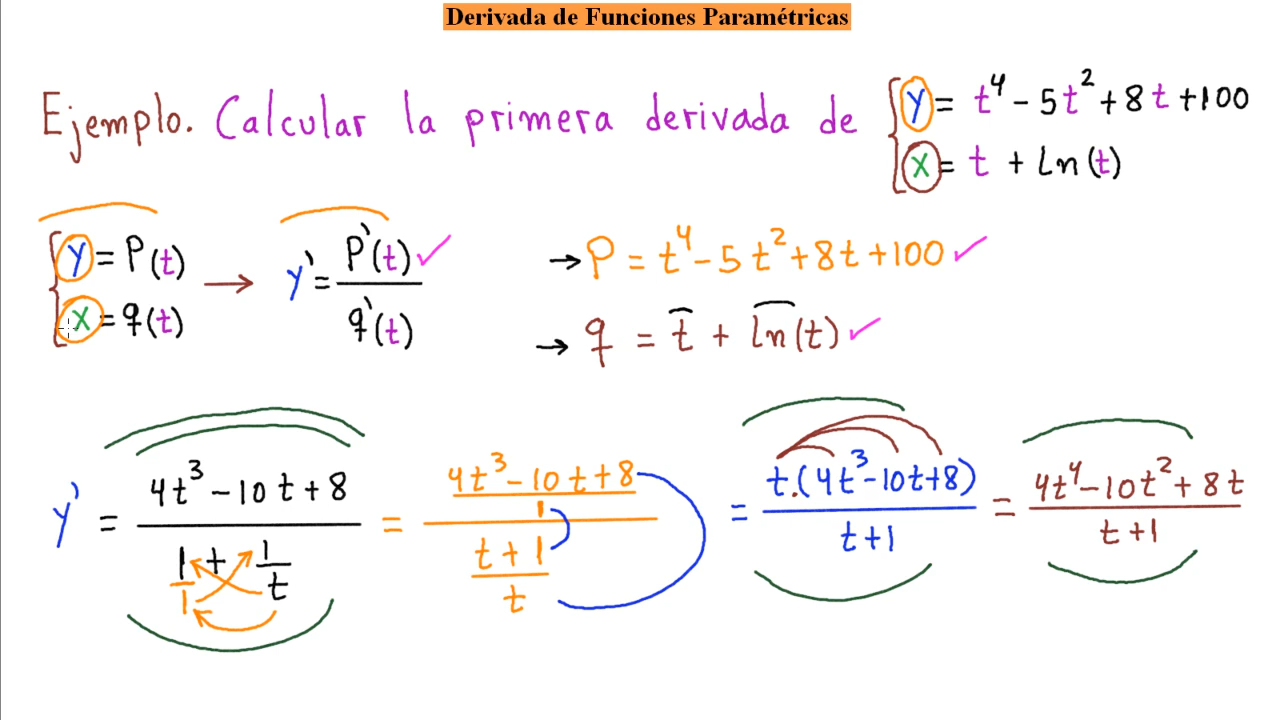 Derivada de Funciones Paramétricas
Ejemplo. Calcular la primera derivada de { y = t⁴ - 5t² + 8t + 100
x = t + Ln(t)
{ y = P(t) → y' = P'(t) / q'(t)
x = q(t)
→ P = t⁴ - 5t² + 8t + 100 ✓
→ q = t + ln(t) ✓
y' = (4t³ - 10t + 8) / (1/1 + 1/t) = ((4t³ - 10t + 8)/1) / ((t + 1)/t) = t.(4t³ - 10t + 8) / (t + 1) = (4t⁴ - 10t² + 8t) / (t + 1)